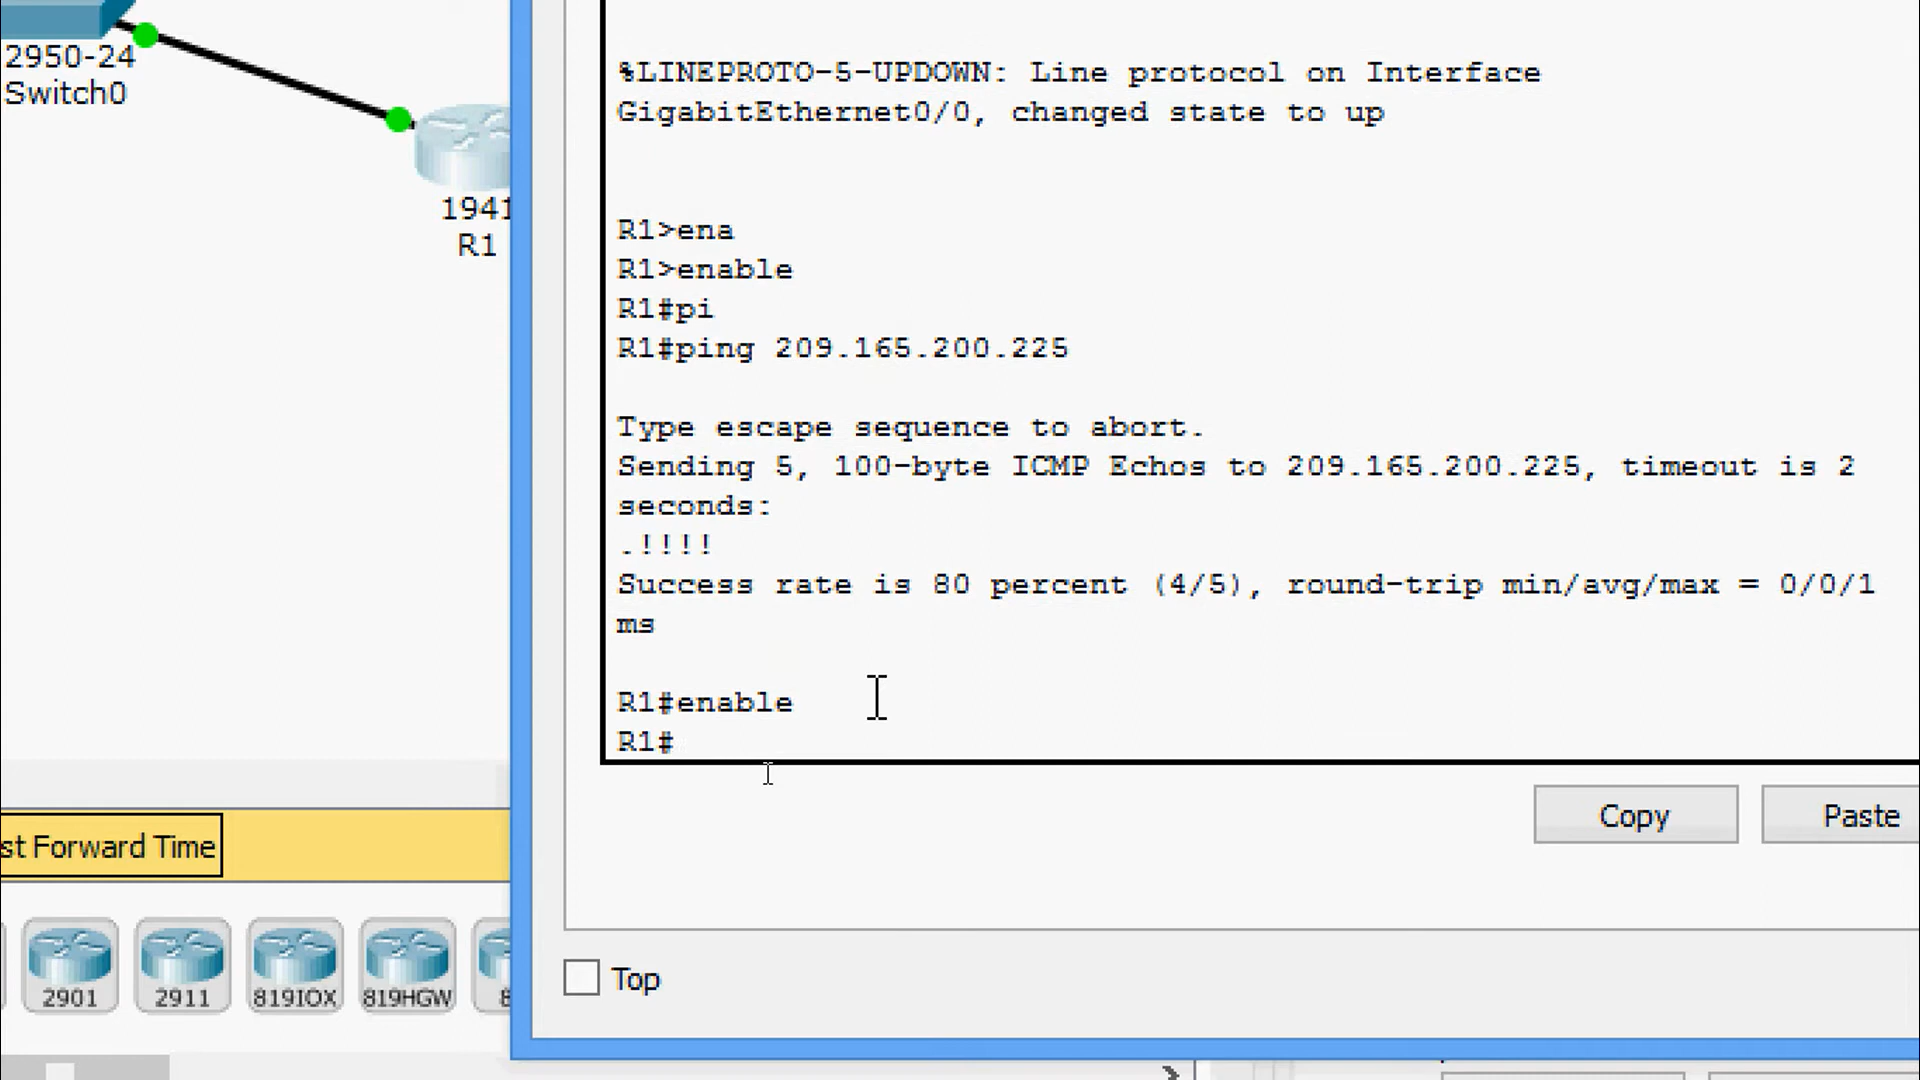 2950-24
Switch0
1941
R1
%LINEPROTO-5-UPDOWN: Line protocol on Interface
GigabitEthernet0/0, changed state to up
R1>ena
R1>enable
R1#pi
R1#ping 209.165.200.225
Type escape sequence to abort.
Sending 5, 100-byte ICMP Echos to 209.165.200.225, timeout is 2
seconds:
.!!!!
Success rate is 80 percent (4/5), round-trip min/avg/max = 0/0/1
ms
R1#enable
R1#
Copy
Paste
st Forward Time
2901
2911
819IOX
819HGW
8
Top